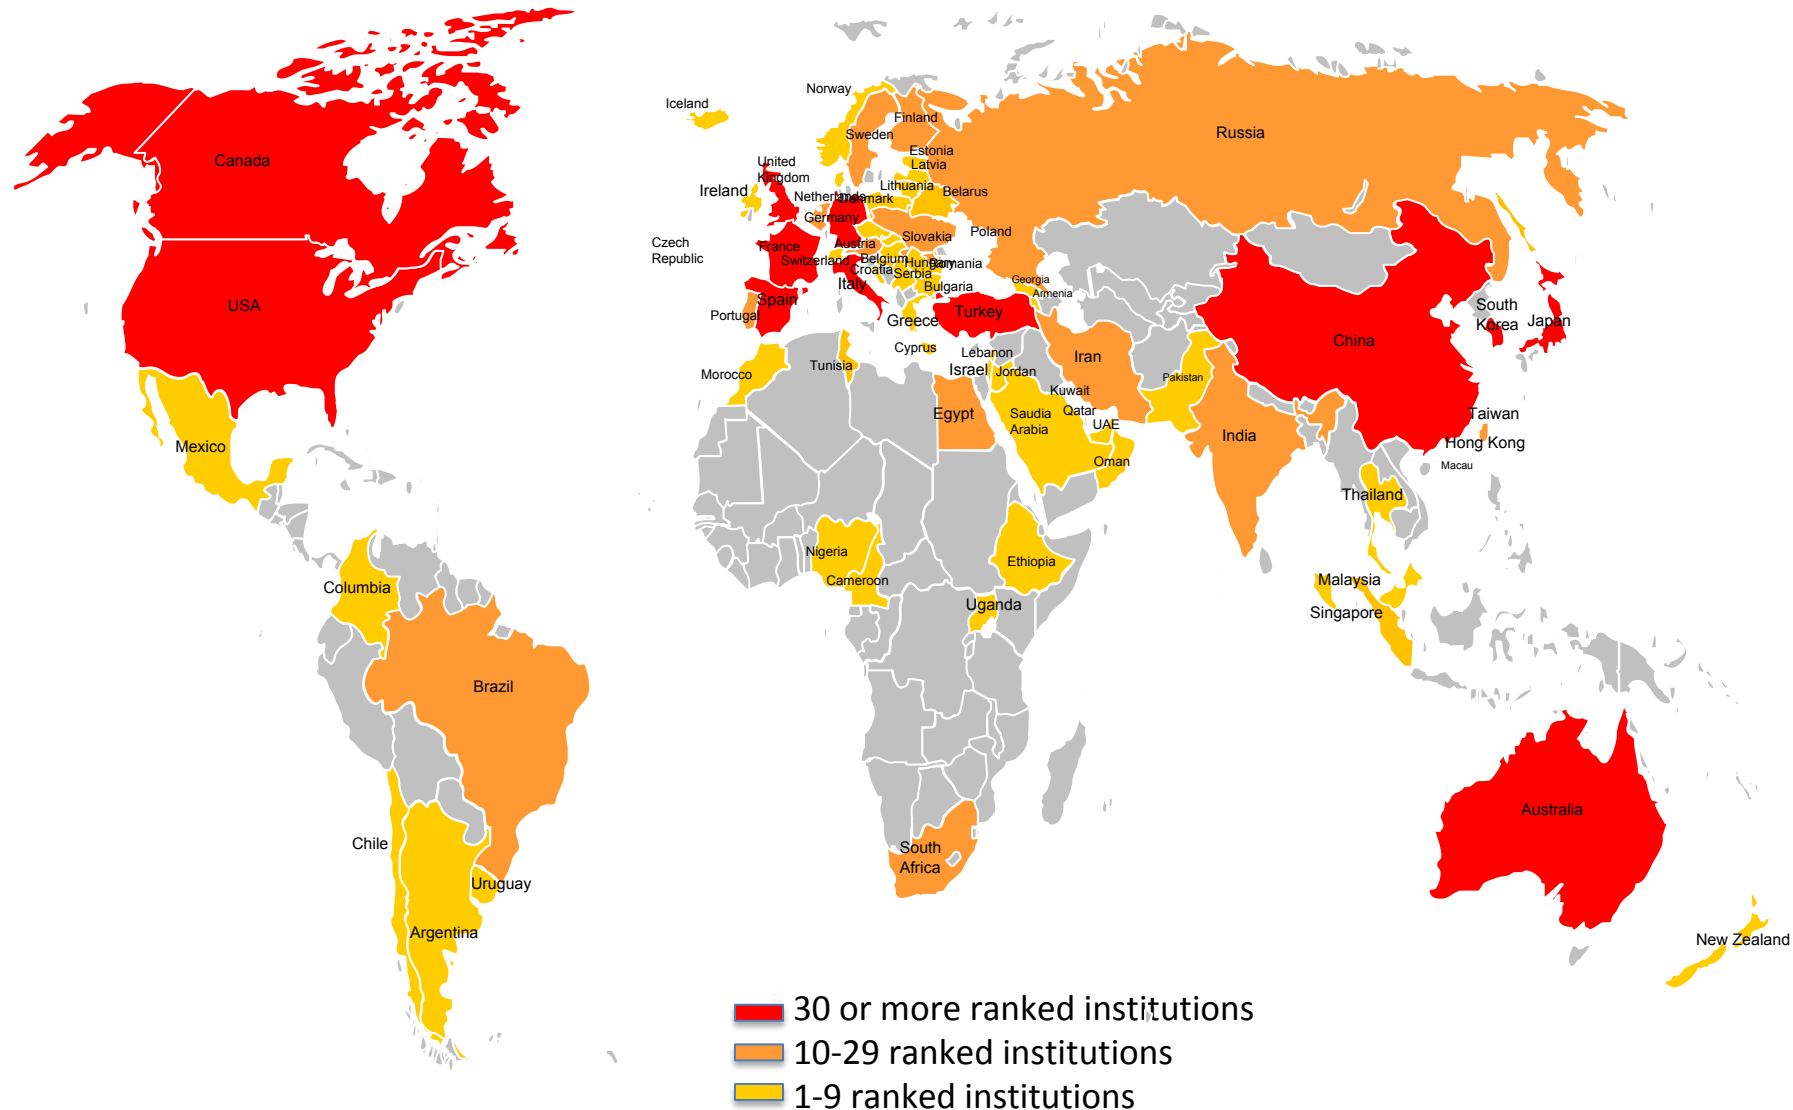 Canada
USA
Mexico
Columbia
Brazil
Chile
Uruguay
Argentina
Iceland
Norway
Sweden
Finland
Estonia
Latvia
Lithuania
Belarus
United
Kingdom
Ireland
Netherlands
Denmark
Germany
Poland
Slovakia
Czech
Republic
France
Austria
Switzerland
Belgium
Hungary
Romania
Croatia
Serbia
Italy
Bulgaria
Spain
Portugal
Greece
Turkey
Georgia
Armenia
Cyprus
Russia
Morocco
Tunisia
Lebanon
Israel
Jordan
Iran
Kuwait
Pakistan
Egypt
Saudia
Arabia
Qatar
UAE
Oman
India
China
South
Korea
Japan
Taiwan
Hong Kong
Macau
Thailand
Malaysia
Singapore
Nigeria
Cameroon
Ethiopia
Uganda
South
Africa
Australia
New Zealand
30 or more ranked institutions
10-29 ranked institutions
1-9 ranked institutions